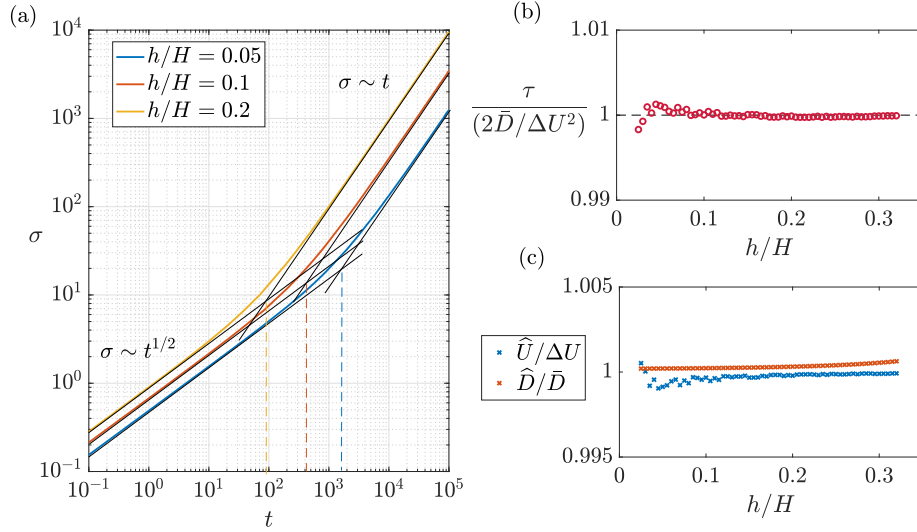 (a)
10^4
10^3
10^2
10^1
10^0
10^{-1}
σ
h/H = 0.05
h/H = 0.1
h/H = 0.2
σ ∼ t
σ ∼ t^{1/2}
10^{-1} 10^0 10^1 10^2 10^3 10^4 10^5
t
(b)
1.01
1
0.99
τ
(2D̄/ΔU^2)
0 0.1 0.2 0.3
h/H
(c)
1.005
1
0.995
Û/ΔU
D̂/D̄
0 0.1 0.2 0.3
h/H